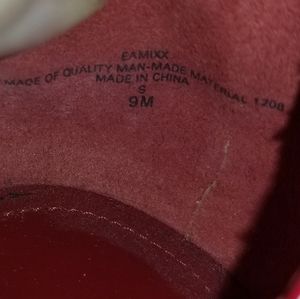 EAMIXX
MADE OF QUALITY MAN-MADE MATERIAL 1208
MADE IN CHINA
S
9M